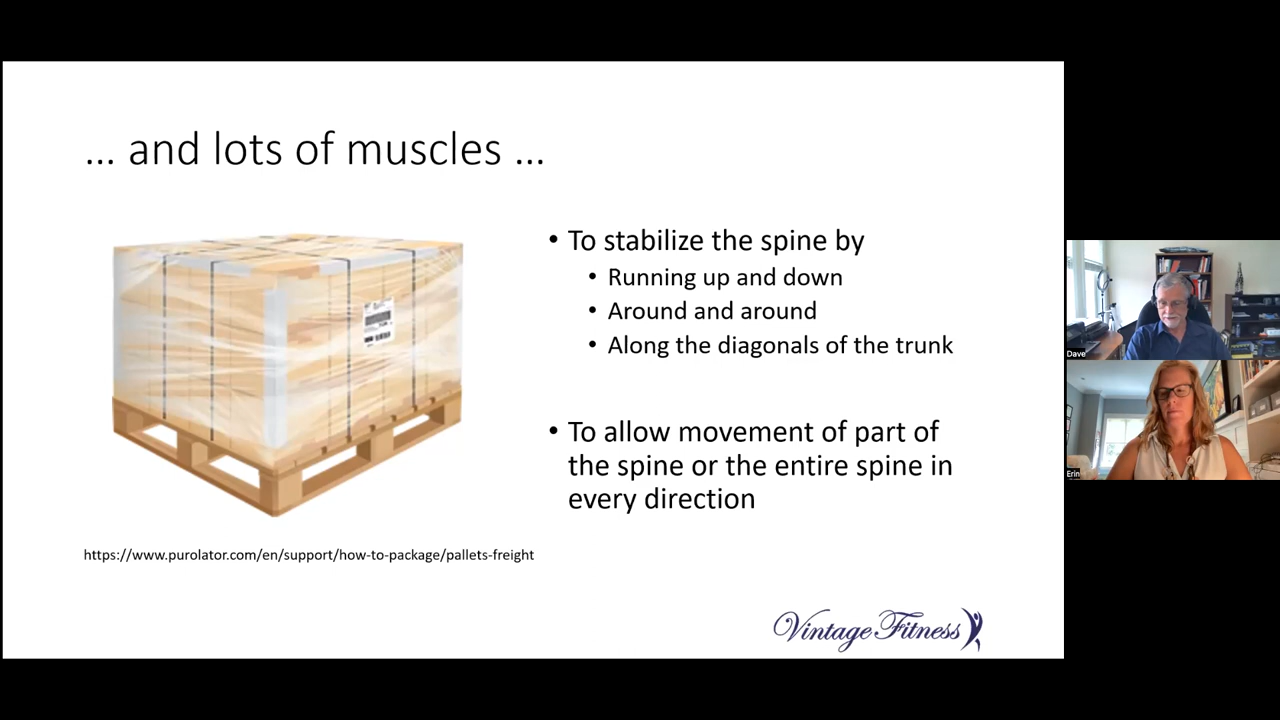 ... and lots of muscles ...
• To stabilize the spine by
• Running up and down
• Around and around
• Along the diagonals of the trunk
• To allow movement of part of
the spine or the entire spine in
every direction
https://www.purolator.com/en/support/how-to-package/pallets-freight
Vintage Fitness
Dave
Erin